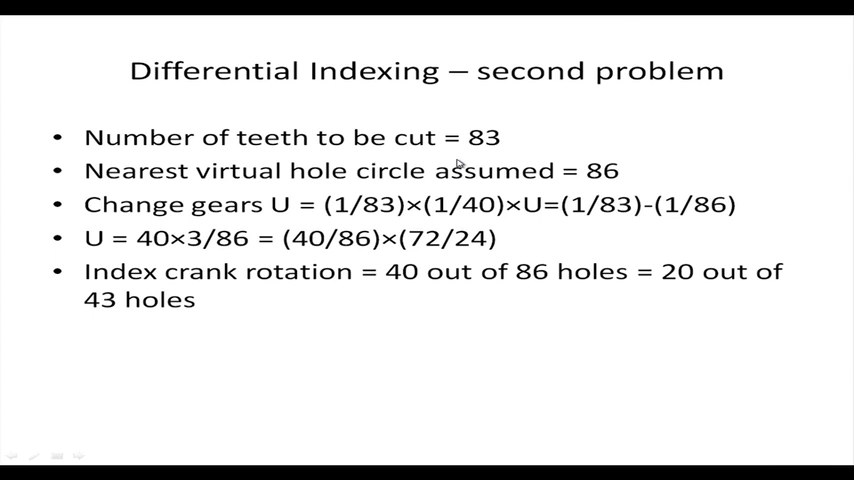 Differential Indexing – second problem
• Number of teeth to be cut = 83
• Nearest virtual hole circle assumed = 86
• Change gears U = (1/83)×(1/40)×U=(1/83)-(1/86)
• U = 40×3/86 = (40/86)×(72/24)
• Index crank rotation = 40 out of 86 holes = 20 out of
43 holes